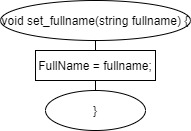 void set_fullname(string fullname) {
FullName = fullname;
}